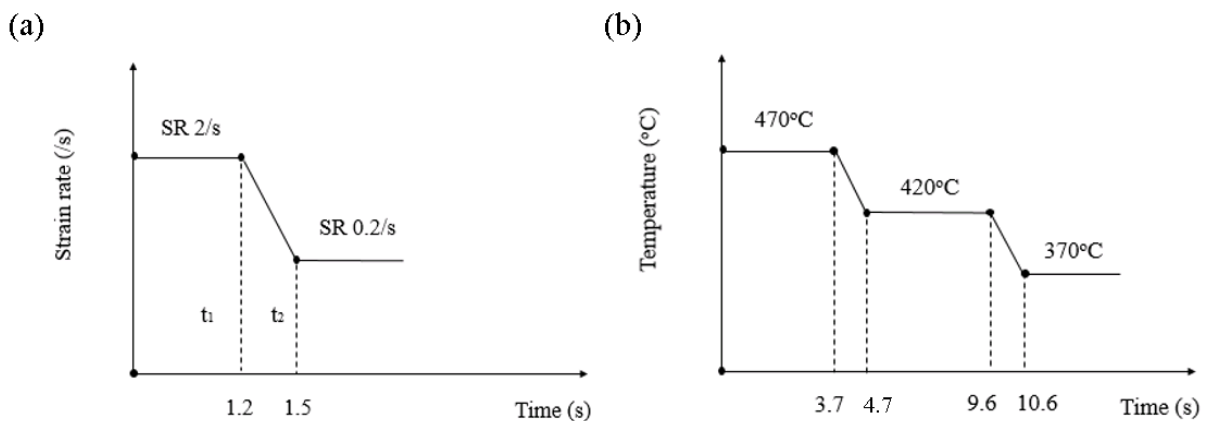 (a)
Strain rate (/s)
SR 2/s
SR 0.2/s
t₁
t₂
1.2
1.5
Time (s)
(b)
Temperature (°C)
470°C
420°C
370°C
3.7
4.7
9.6
10.6
Time (s)